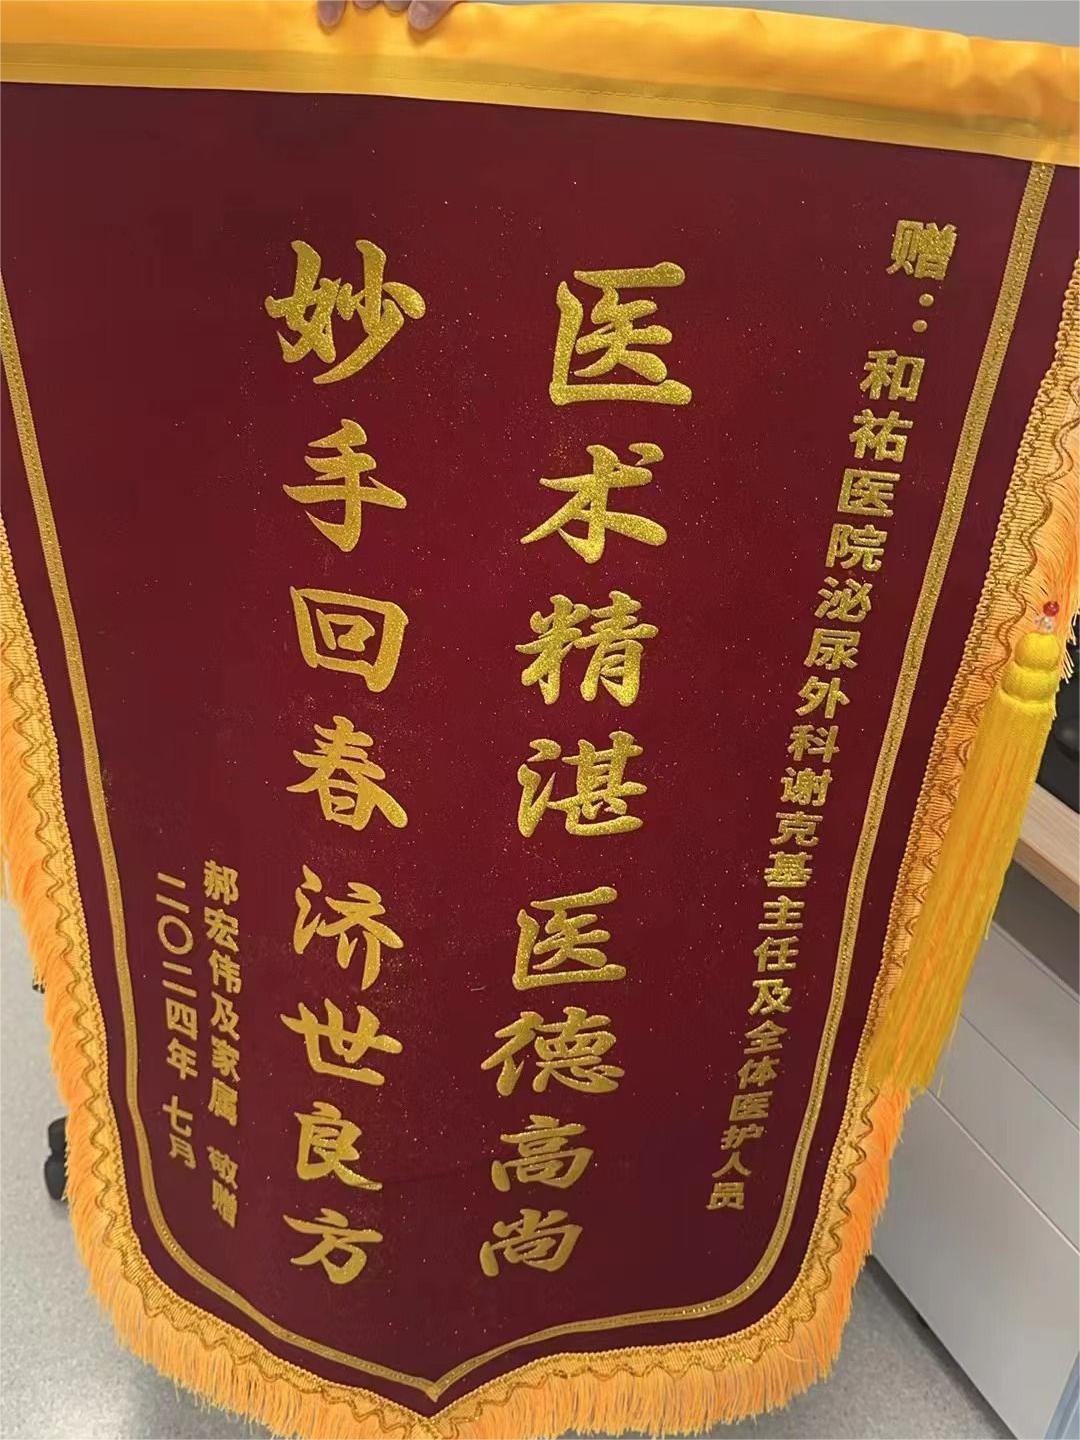 赠：和祐医院泌尿外科谢克基主任及全体医护人员
医术精湛 医德高尚
妙手回春 济世良方
郝宏伟及家属 敬赠
二〇二四年 七月